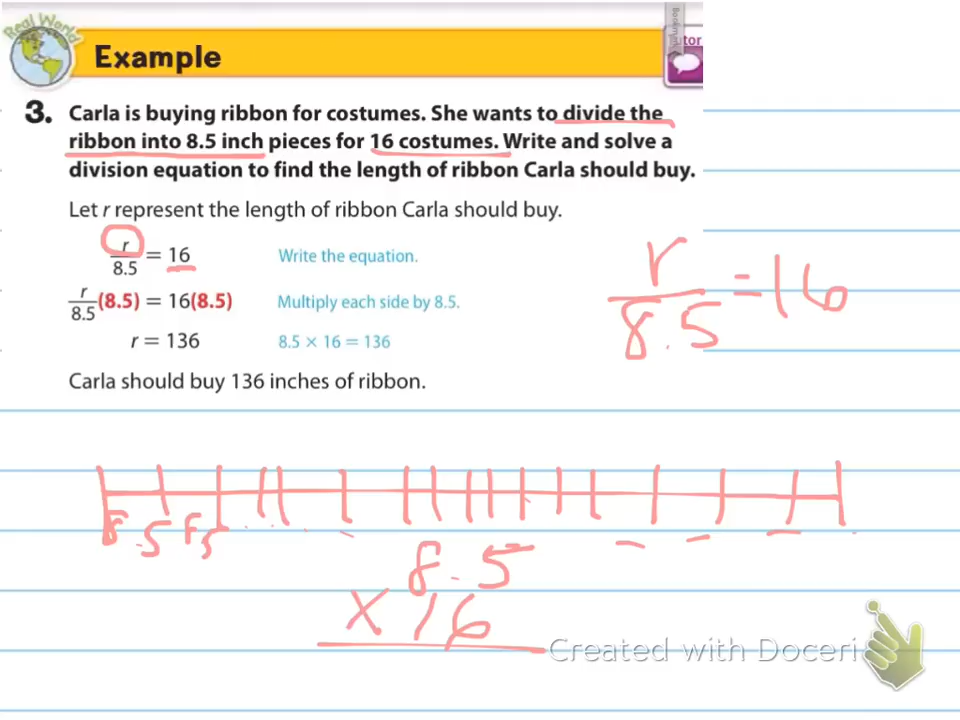 Real World
Example
Bookmark
Tutor
3. Carla is buying ribbon for costumes. She wants to divide the
ribbon into 8.5 inch pieces for 16 costumes. Write and solve a
division equation to find the length of ribbon Carla should buy.
Let r represent the length of ribbon Carla should buy.
r/8.5 = 16 Write the equation.
r/8.5 (8.5) = 16(8.5) Multiply each side by 8.5.
r = 136 8.5 × 16 = 136
Carla should buy 136 inches of ribbon.
r/8.5 = 16
8.5 8.5
8.5
× 16
Created with Doceri